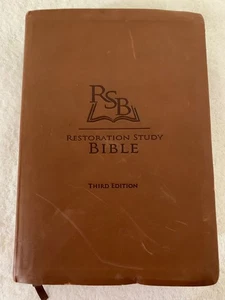 RSB
RESTORATION STUDY
BIBLE
THIRD EDITION